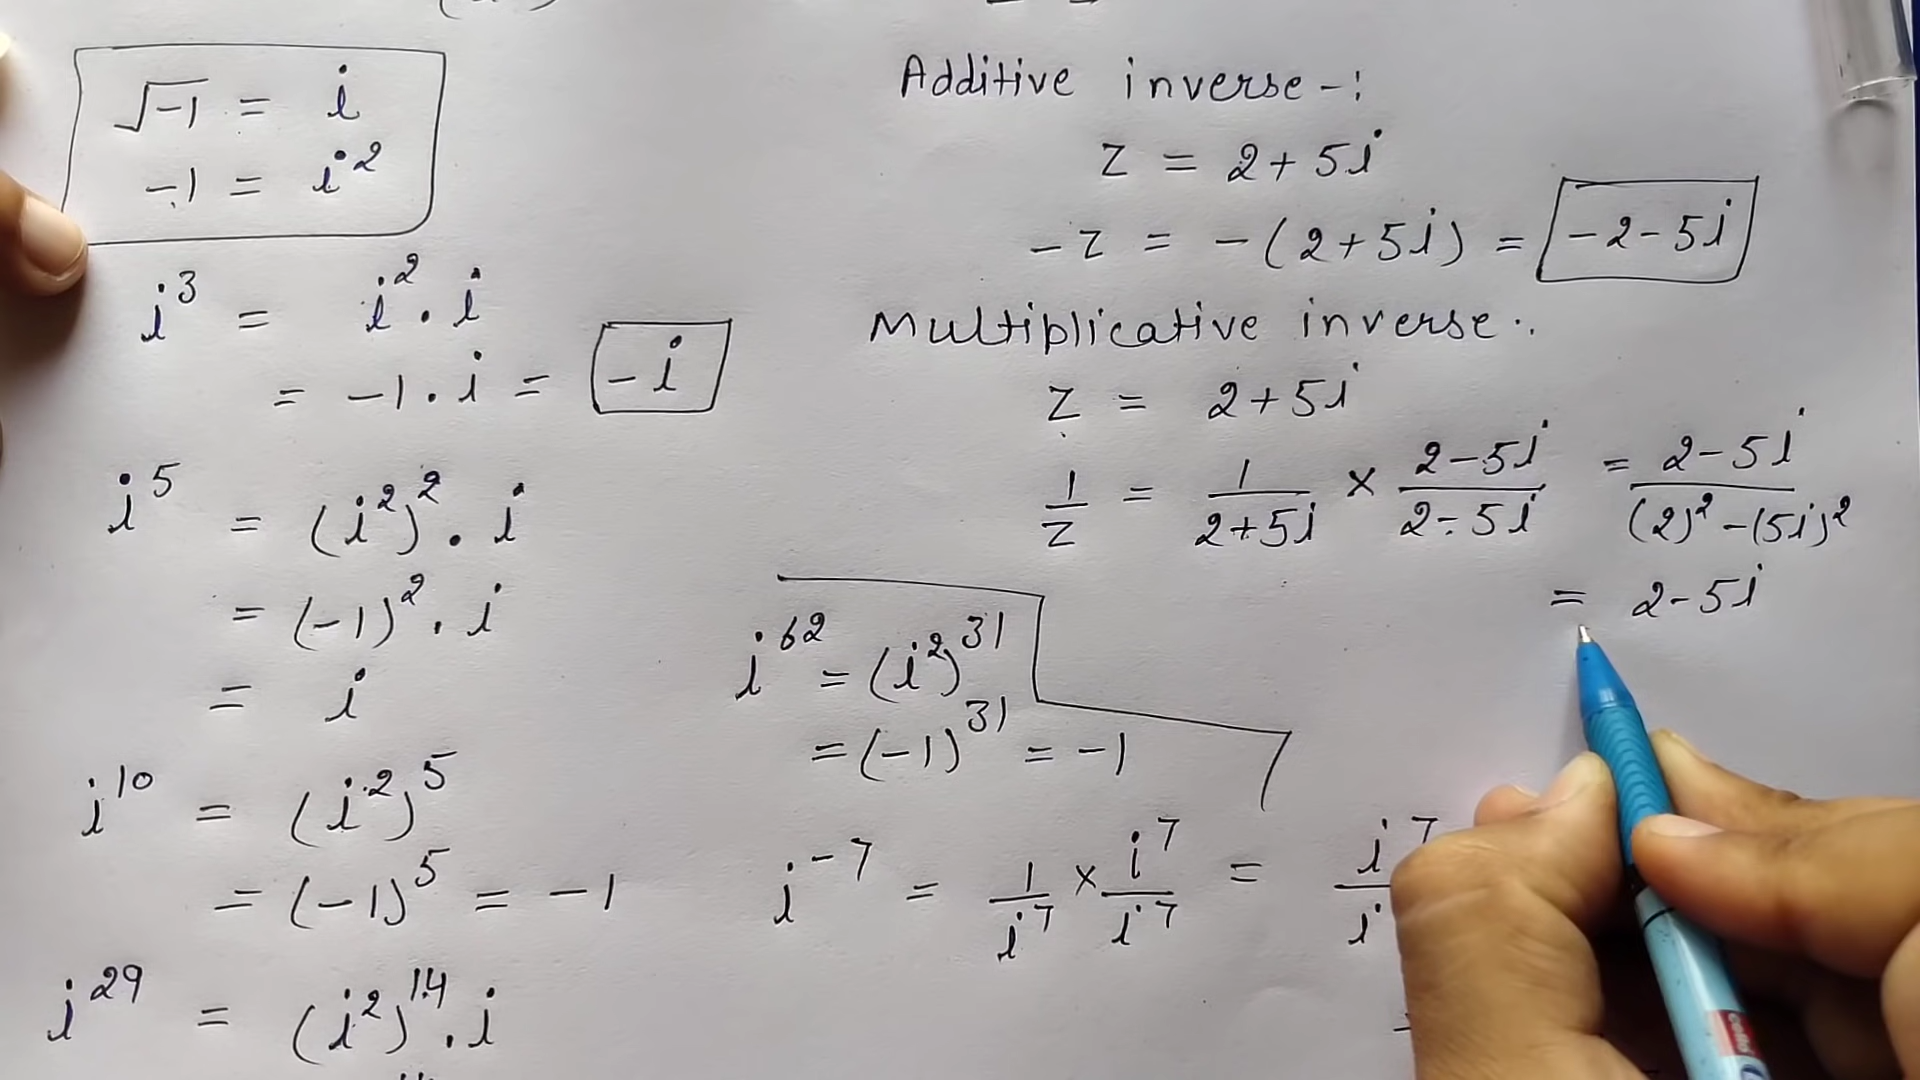 √-1 = i
-1 = i²
i³ = i² . i
= -1 . i = -i
i⁵ = (i²)² . i
= (-1)² . i
= i
i¹⁰ = (i²)⁵
= (-1)⁵ = -1
i²⁹ = (i²)¹⁴ . i
Additive inverse -:
z = 2+5i
-z = -(2+5i) = -2-5i
Multiplicative inverse :.
z = 2+5i
1/z = 1/(2+5i) × (2-5i)/(2-5i) = (2-5i)/((2)²-(5i)²)
= 2-5i
i⁶² = (i²)³¹
= (-1)³¹ = -1
i⁻⁷ = 1/i⁷ × i⁷/i⁷ = i⁷/i